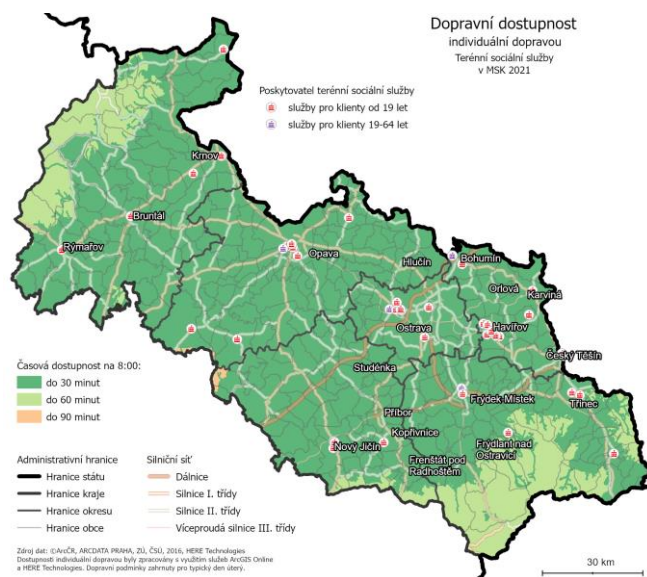 Dopravní dostupnost
individuální dopravou
Terénní sociální služby
v MSK 2021
Poskytovatel terénní sociální služby
služby pro klienty od 19 let
služby pro klienty 19-64 let
Krnov
Bruntál
Rýmařov
Opava
Hlučín
Bohumín
Orlová
Karviná
Ostrava
Havířov
Český Těšín
Studénka
Třinec
Frýdek-Místek
Příbor
Kopřivnice
Nový Jičín
Frýdlant nad
Ostravicí
Frenštát pod
Radhoštěm
Časová dostupnost na 8:00:
do 30 minut
do 60 minut
do 90 minut
Administrativní hranice
Hranice státu
Hranice kraje
Hranice okresu
Hranice obce
Silniční síť
Dálnice
Silnice I. třídy
Silnice II. třídy
Víceproudá silnice III. třídy
Zdroj dat: ©ArcČR, ARCDATA PRAHA, ZÚ, ČSÚ, 2016, HERE Technologies
Dostupnosti individuální dopravou byly zpracovány s využitím služeb ArcGIS Online
a HERE Technologies. Dopravní podmínky zahrnuty pro typický den úterý.
30 km